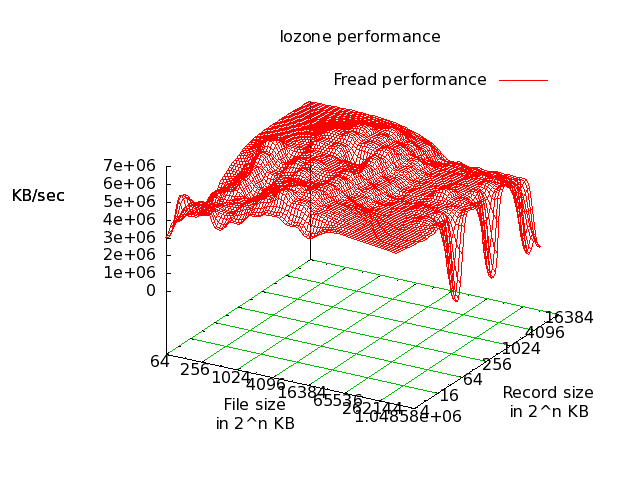 Iozone performance
Fread performance
KB/sec
7e+06
6e+06
5e+06
4e+06
3e+06
2e+06
1e+06
0
64
256
1024
4096
16384
65536
262144
1.04858e+06
File size
in 2^n KB
4
16
64
256
1024
4096
16384
Record size
in 2^n KB